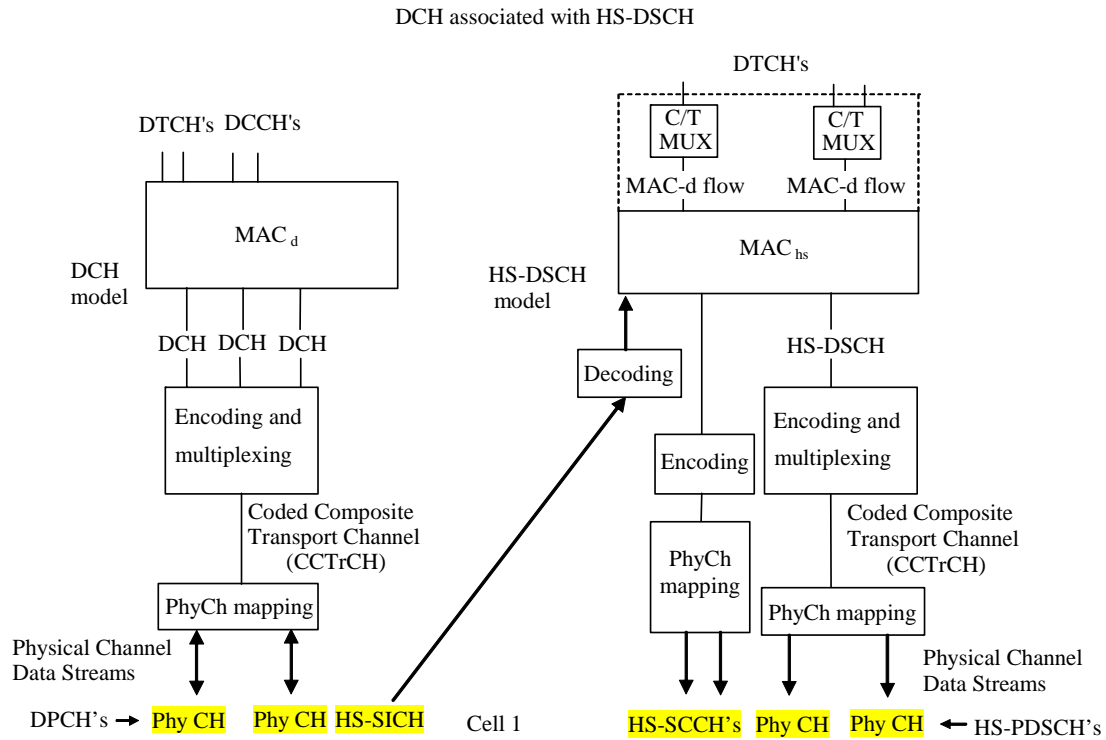 DCH associated with HS-DSCH
DTCH's
DCCH's
MAC d
DCH
model
DCH DCH DCH
Encoding and
multiplexing
Coded Composite
Transport Channel
(CCTrCH)
PhyCh mapping
Physical Channel
Data Streams
DPCH’s
Phy CH
Phy CH
HS-SICH
Cell 1
DTCH's
C/T
MUX
C/T
MUX
MAC-d flow
MAC-d flow
MAC hs
HS-DSCH
model
Decoding
HS-DSCH
Encoding
Encoding and
multiplexing
PhyCh
mapping
Coded Composite
Transport Channel
(CCTrCH)
PhyCh mapping
Physical Channel
Data Streams
HS-SCCH's
Phy CH
Phy CH
HS-PDSCH’s